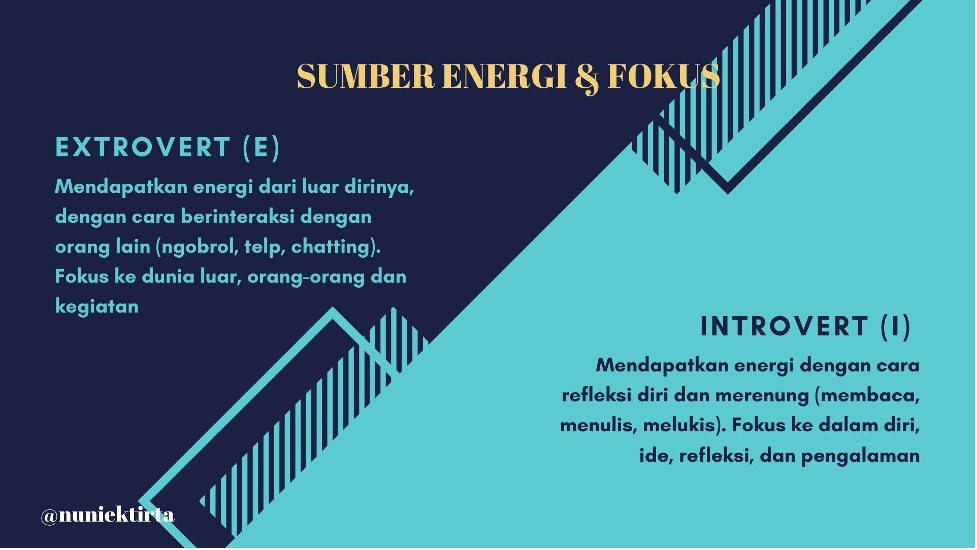 SUMBER ENERGI & FOKUS
EXTROVERT (E)
Mendapatkan energi dari luar dirinya,
dengan cara berinteraksi dengan
orang lain (ngobrol, telp, chatting).
Fokus ke dunia luar, orang-orang dan
kegiatan
INTROVERT (I)
Mendapatkan energi dengan cara
refleksi diri dan merenung (membaca,
menulis, melukis). Fokus ke dalam diri,
ide, refleksi, dan pengalaman
@nuniektirta